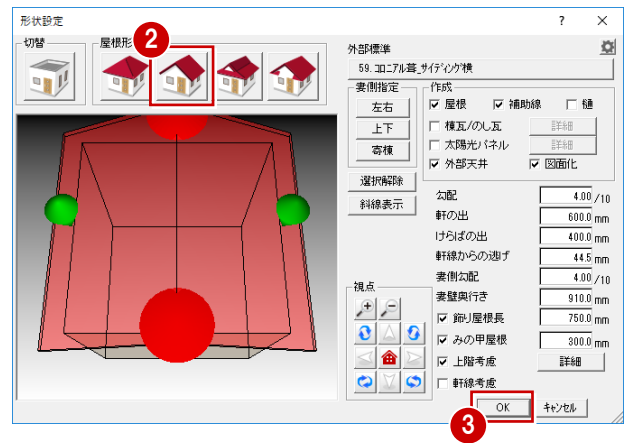 形状設定
? ×
切替
屋根形
2
外部標準
59. コロニアル葺_サイディング横
妻側指定
左右
上下
寄棟
選択解除
斜線表示
作成
屋根 補助線 樋
棟瓦/のし瓦 詳細
太陽光パネル 詳細
外部天井 図面化
勾配 4.00 /10
軒の出 600.0 mm
けらばの出 400.0 mm
軒線からの逃げ 44.5 mm
妻側勾配 4.00 /10
妻壁奥行き 910.0 mm
飾り屋根長 750.0 mm
みの甲屋根 300.0 mm
上階考慮 詳細
軒線考慮
視点
OK キャンセル
3